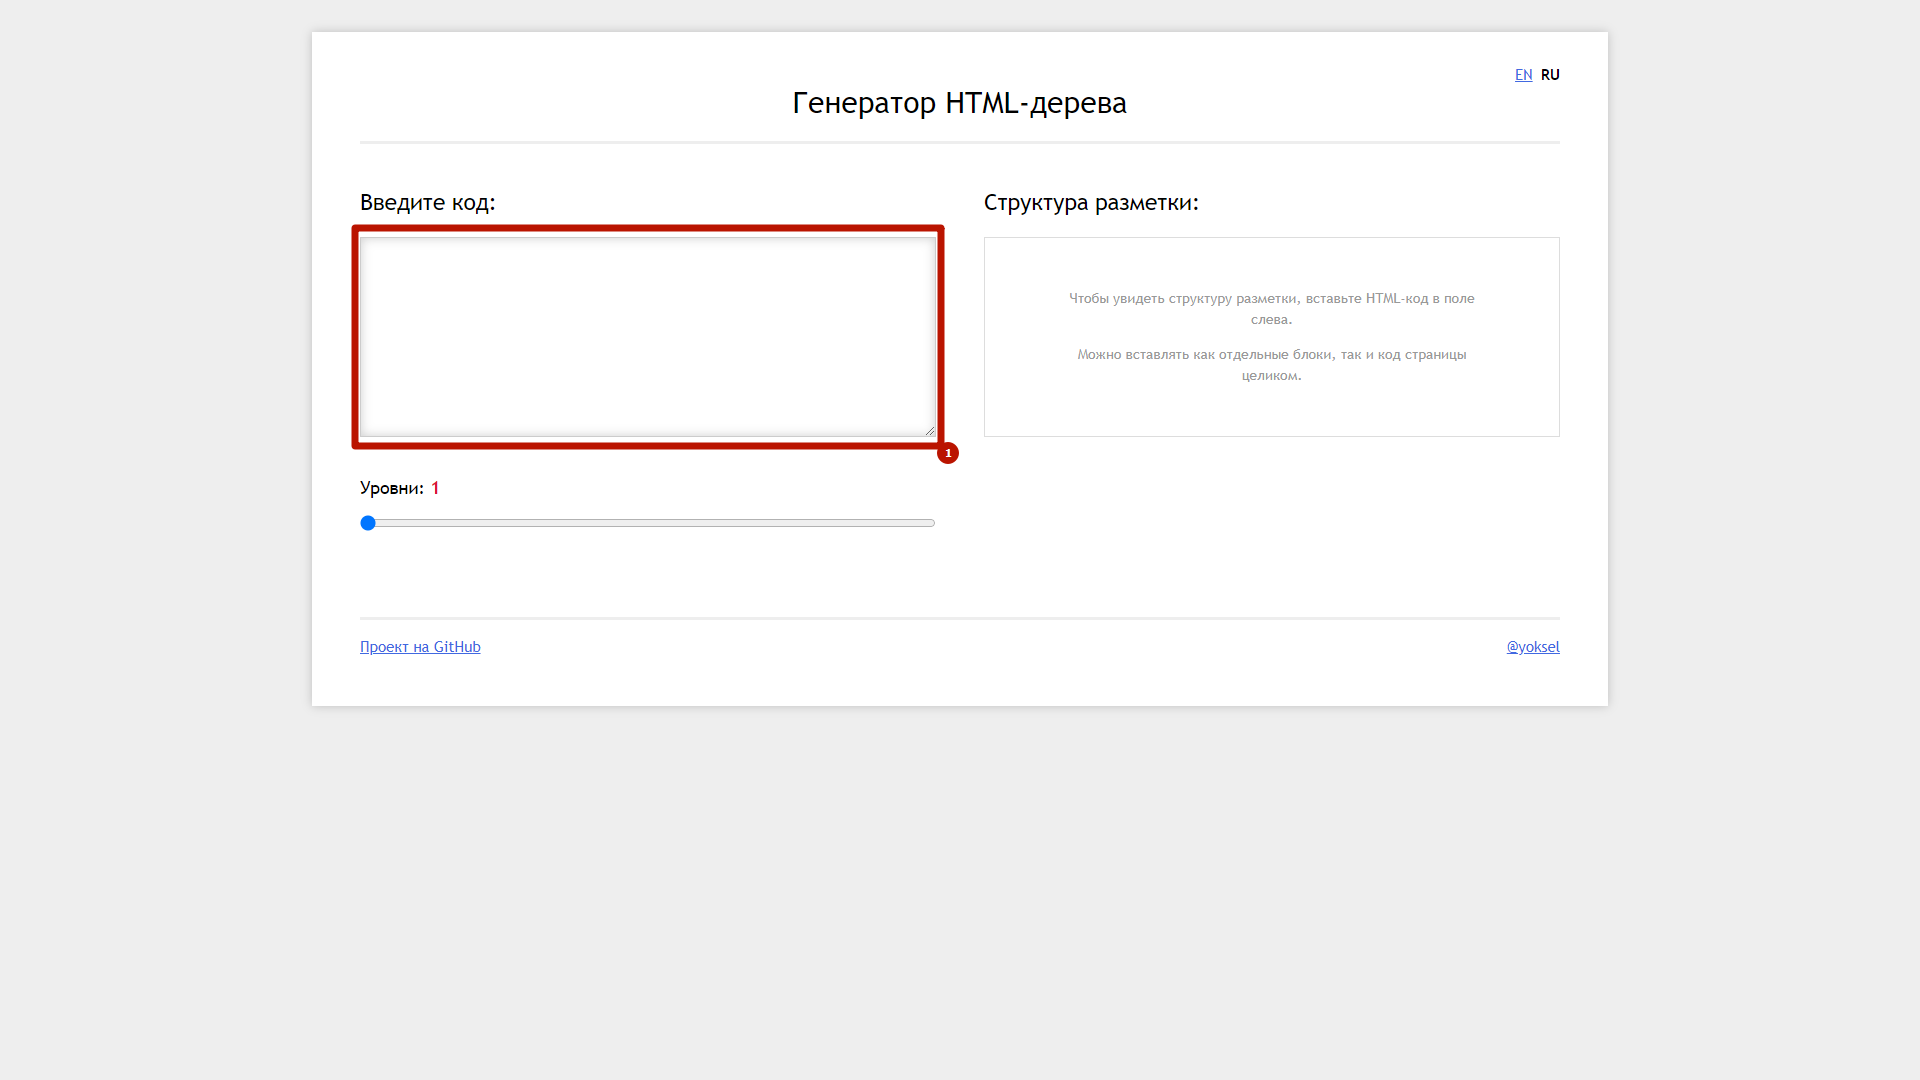 EN RU
Генератор HTML-дерева
Введите код:
1
Уровни: 1
Структура разметки:
Чтобы увидеть структуру разметки, вставьте HTML-код в поле
слева.
Можно вставлять как отдельные блоки, так и код страницы
целиком.
Проект на GitHub
@yoksel